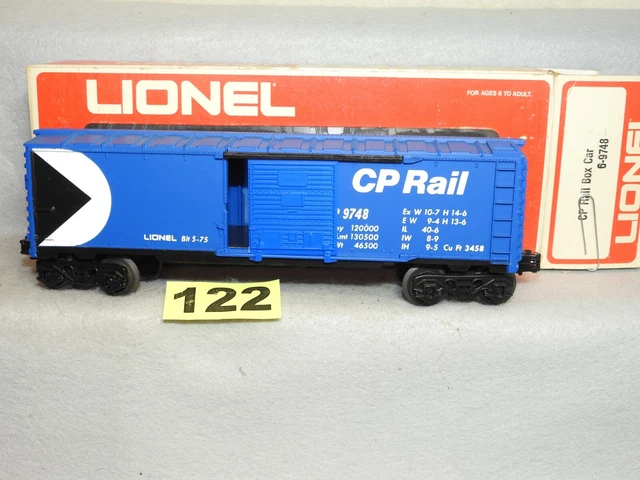 LIONEL
FOR AGES 8 TO ADULT.
LIONEL
CP Rail Box Car
6-9748
CP Rail
9748
Ex W 10-7 H 14-6
E W 9-4 H 13-6
120000
IL 40-6
130500
IW 8-9
46500
IH 9-5 Cu Ft 3458
LIONEL Blt 5-75
122